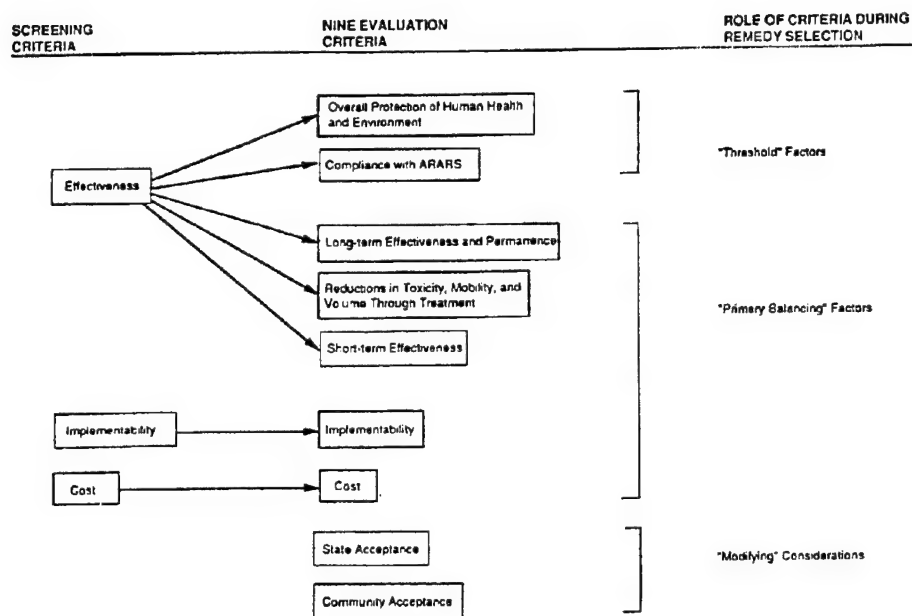 SCREENING
CRITERIA
NINE EVALUATION
CRITERIA
ROLE OF CRITERIA DURING
REMEDY SELECTION
Overall Protection of Human Health
and Environment
Compliance with ARARS
"Threshold" Factors
Effectiveness
Long-term Effectiveness and Permanence
Reductions in Toxicity, Mobility, and
Volume Through Treatment
Short-term Effectiveness
"Primary Balancing" Factors
Implementability
Implementability
Cost
Cost
State Acceptance
Community Acceptance
"Modifying" Considerations